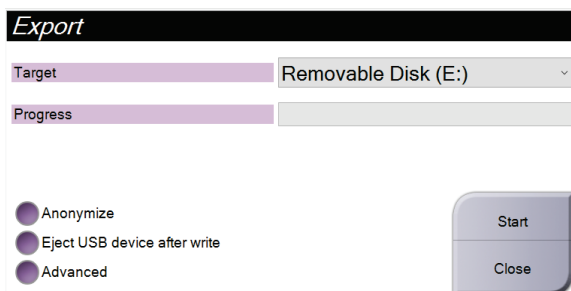 Export
Target
Removable Disk (E:)
Progress
Anonymize
Eject USB device after write
Advanced
Start
Close